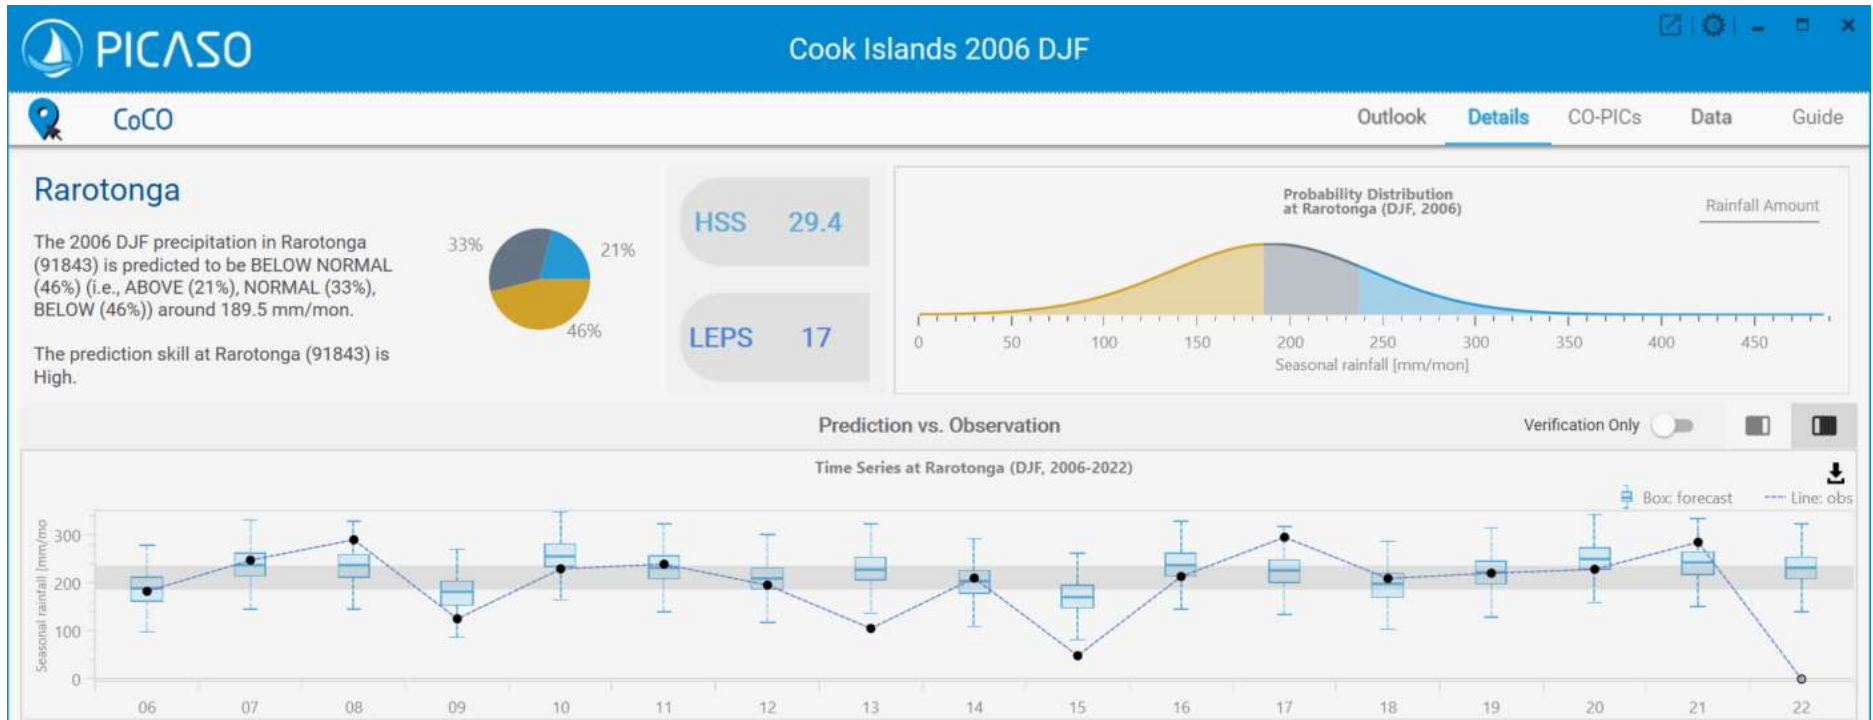 PICASO
Cook Islands 2006 DJF
CoCO
Outlook Details CO-PICs Data Guide
Rarotonga
The 2006 DJF precipitation in Rarotonga
(91843) is predicted to be BELOW NORMAL
(46%) (i.e., ABOVE (21%), NORMAL (33%),
BELOW (46%)) around 189.5 mm/mon.
The prediction skill at Rarotonga (91843) is
High.
33%
21%
46%
HSS 29.4
LEPS 17
Probability Distribution
at Rarotonga (DJF, 2006)
Rainfall Amount
0 50 100 150 200 250 300 350 400 450
Seasonal rainfall [mm/mon]
Prediction vs. Observation
Verification Only
Time Series at Rarotonga (DJF, 2006-2022)
Box: forecast Line: obs
Seasonal rainfall [mm/mo
300
200
100
0
06 07 08 09 10 11 12 13 14 15 16 17 18 19 20 21 22